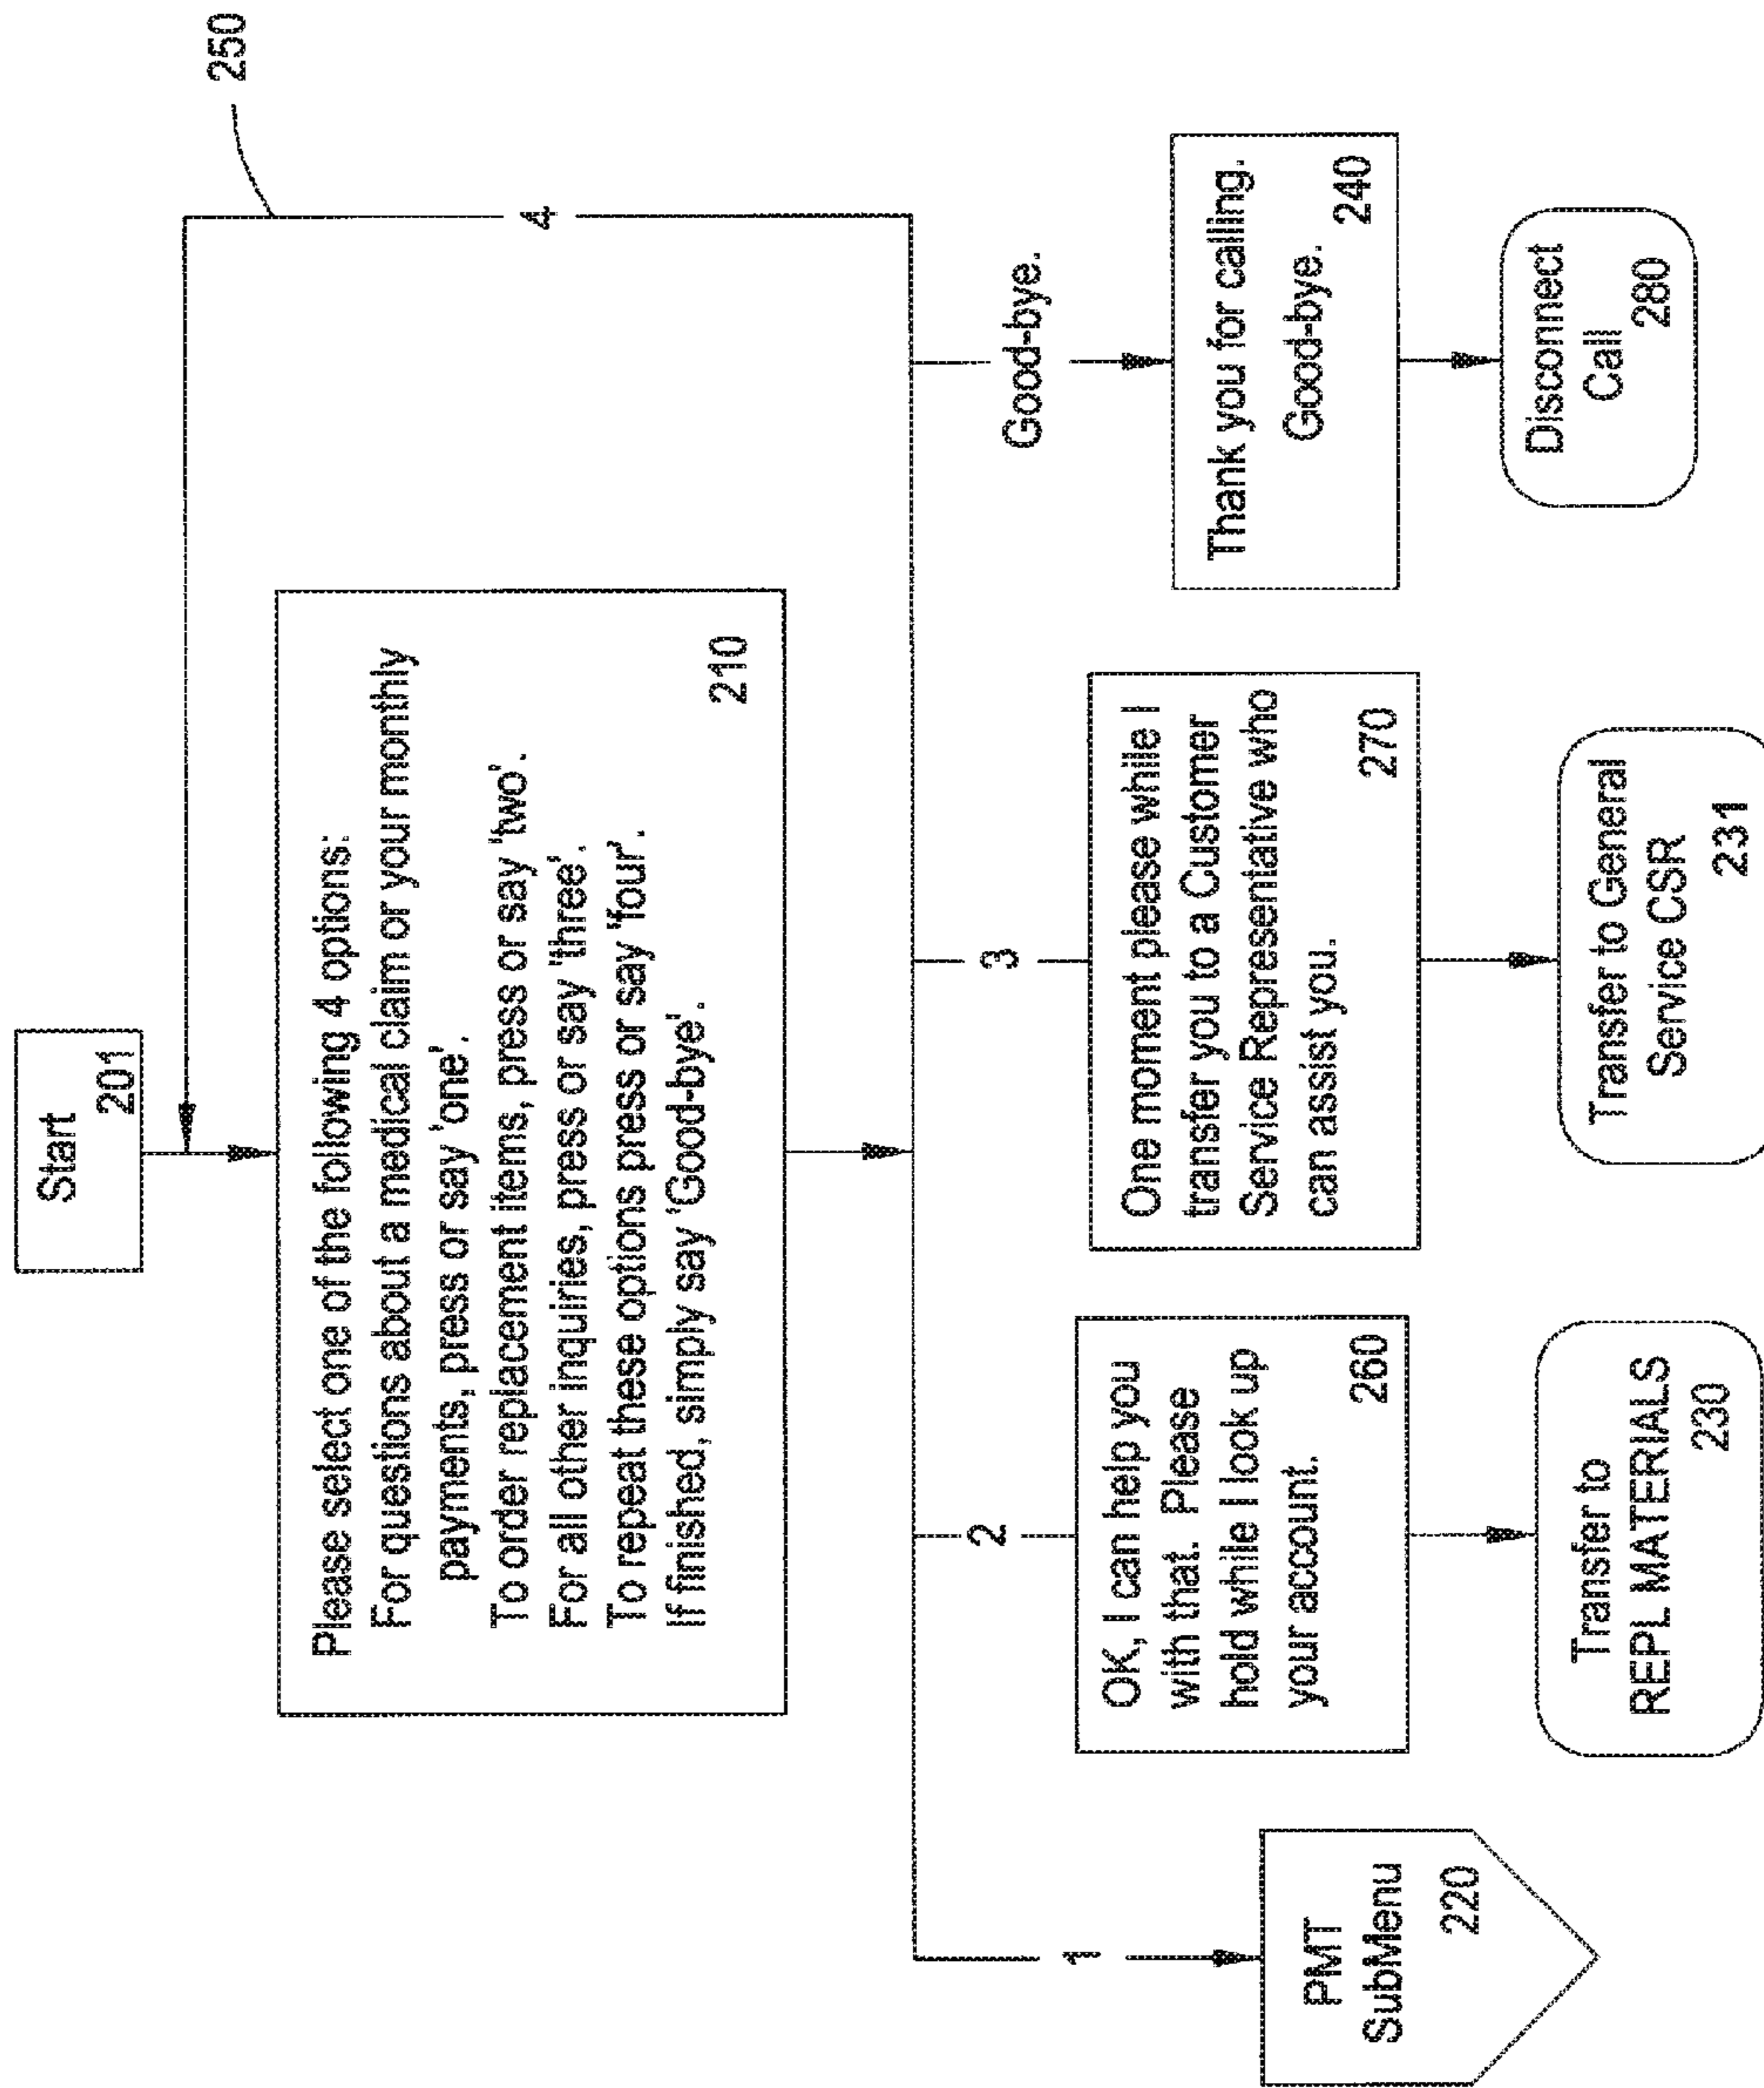 Start
201
250
Please select one of the following 4 options:
For questions about a medical claim or your monthly
payments, press or say 'one'.
To order replacement items, press or say 'two'.
For all other inquiries, press or say 'three'.
To repeat these options press or say 'four'.
If finished, simply say 'Good-bye'.
210
1
2
3
Good-bye.
4
PMT
SubMenu
220
OK, I can help you
with that. Please
hold while I look up
your account.
260
Transfer to
REPL MATERIALS
230
One moment please while I
transfer you to a Customer
Service Representative who
can assist you.
270
Transfer to General
Service CSR
231
Thank you for calling.
Good-bye.
240
Disconnect
Call
280